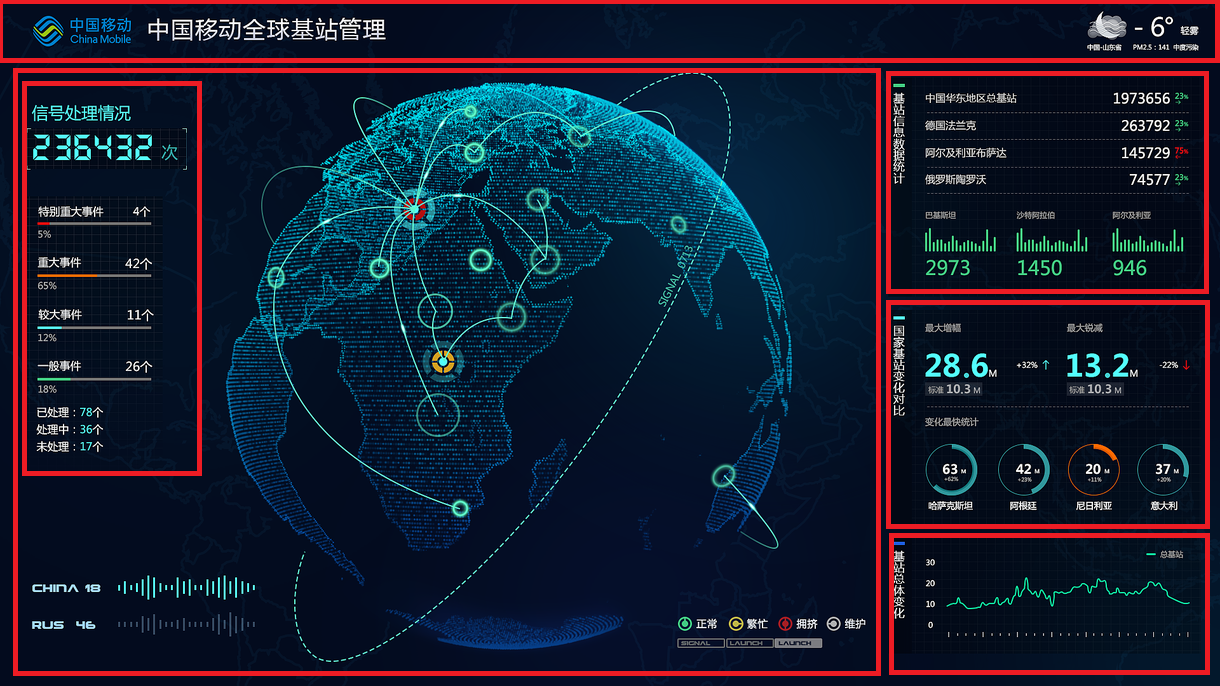 中国移动
China Mobile
中国移动全球基站管理
- 6°
轻雾
中国·山东省
PM2.5 : 141 中度污染
信号处理情况
236432 次
特别重大事件 4个
5%
重大事件 42个
65%
较大事件 11个
12%
一般事件 26个
18%
已处理：78个
处理中：36个
未处理：17个
SIGNAL 0713
CHINA 18
RUS 46
正常 繁忙 拥挤 维护
SIGNAL LAUNCH LAUNCH
基站信息数据统计
中国华东地区总基站 1973656 23%
德国法兰克 263792 23%
阿尔及利亚布萨达 145729 75%
俄罗斯陶罗沃 74577 23%
巴基斯坦 沙特阿拉伯 阿尔及利亚
2973 1450 946
国家基站变化对比
最大增幅 最大锐减
28.6M +32% ↑ 13.2M -22% ↓
标准 10.3 M 标准 10.3 M
变化最快统计
63 M 42 M 20 M 37 M
+62% +23% +11% +20%
哈萨克斯坦 阿根廷 尼日利亚 意大利
基站总体变化
总基站
30
20
10
0